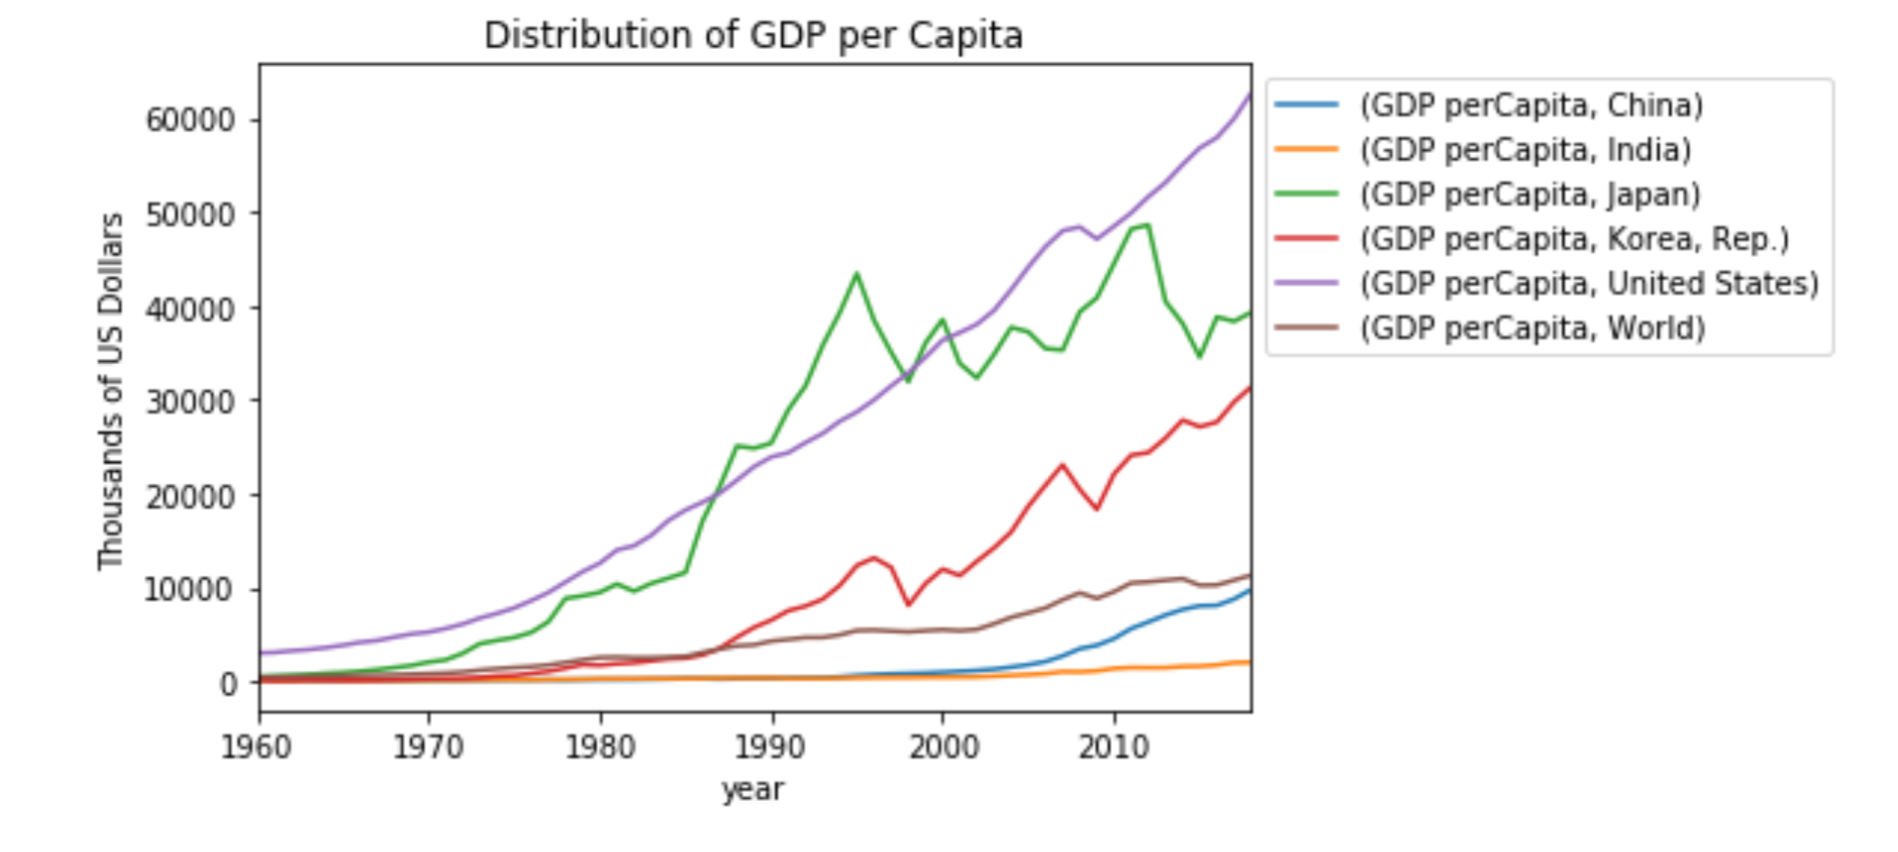 Distribution of GDP per Capita
Thousands of US Dollars
60000
50000
40000
30000
20000
10000
0
1960 1970 1980 1990 2000 2010
year
(GDP perCapita, China)
(GDP perCapita, India)
(GDP perCapita, Japan)
(GDP perCapita, Korea, Rep.)
(GDP perCapita, United States)
(GDP perCapita, World)